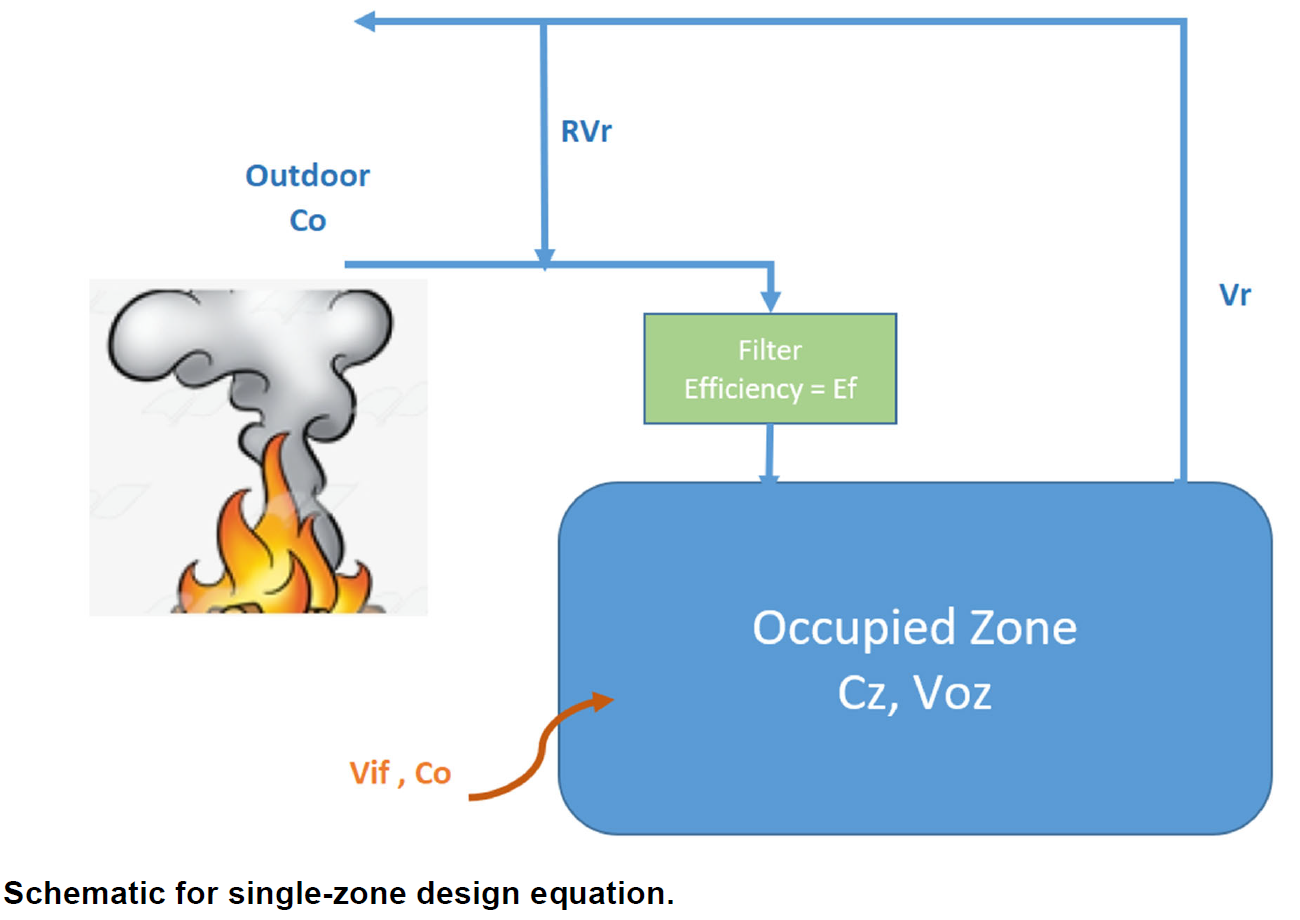 RVr
Outdoor
Co
Vr
Filter
Efficiency = Ef
Occupied Zone
Cz, Voz
Vif , Co
Schematic for single-zone design equation.